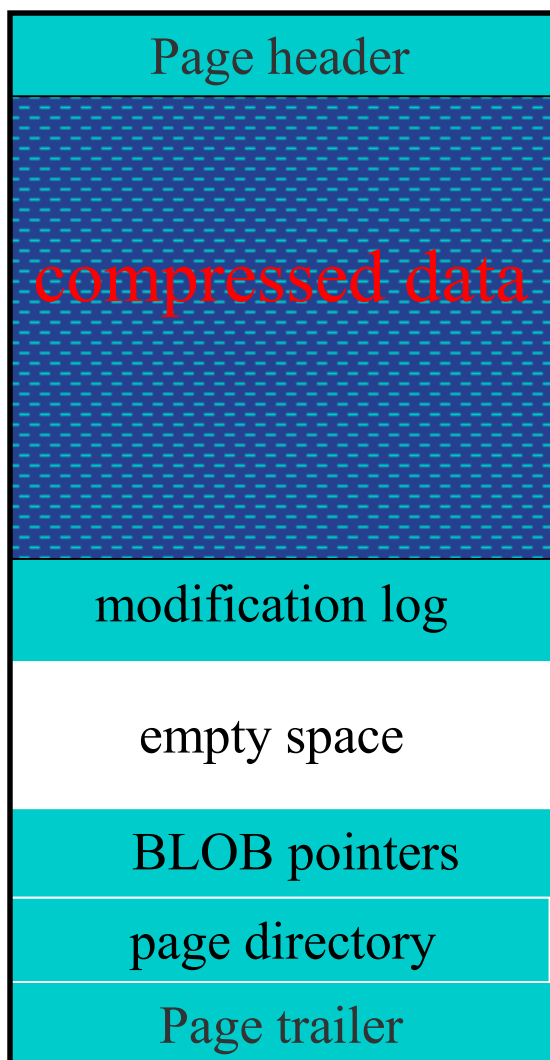 Page header
compressed data
modification log
empty space
BLOB pointers
page directory
Page trailer